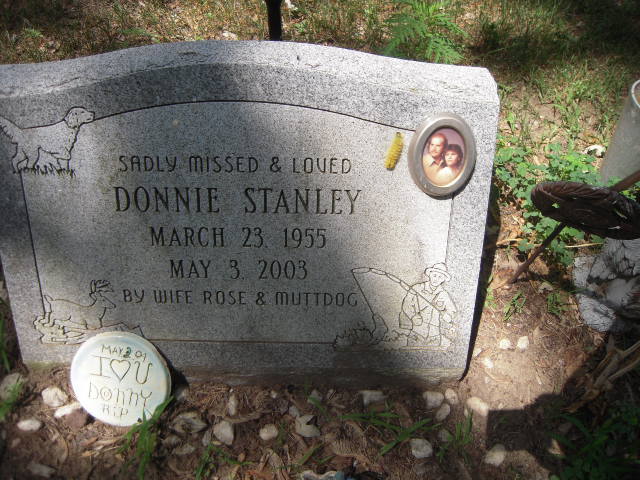 SADLY MISSED & LOVED
DONNIE STANLEY
MARCH 23, 1955
MAY 3, 2003
BY WIFE ROSE & MUTTDOG
I ♡ U
DONNY
RIP